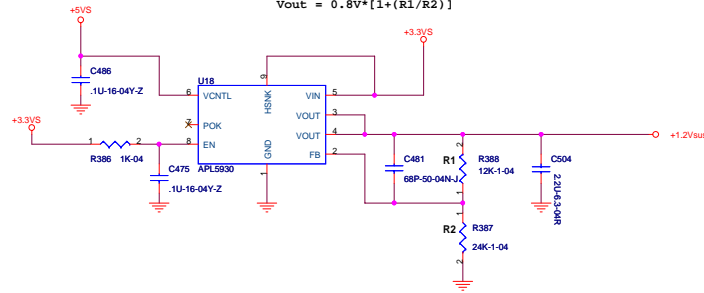 Vout = 0.8V*[1+(R1/R2)]
+5VS
+3.3VS
C486
.1U-16-04Y-Z
U18
9
6
VCNTL
HSNK
VIN
5
VOUT
3
7
POK
VOUT
4
+3.3VS
8
EN
GND
FB
2
1
2
R386
1K-04
APL5930
1
C475
.1U-16-04Y-Z
C481
68P-50-04N-J
R1
2
R388
12K-1-04
1
C504
2.2U-6.3-04R
+1.2Vsus
R2
1
R387
24K-1-04
2